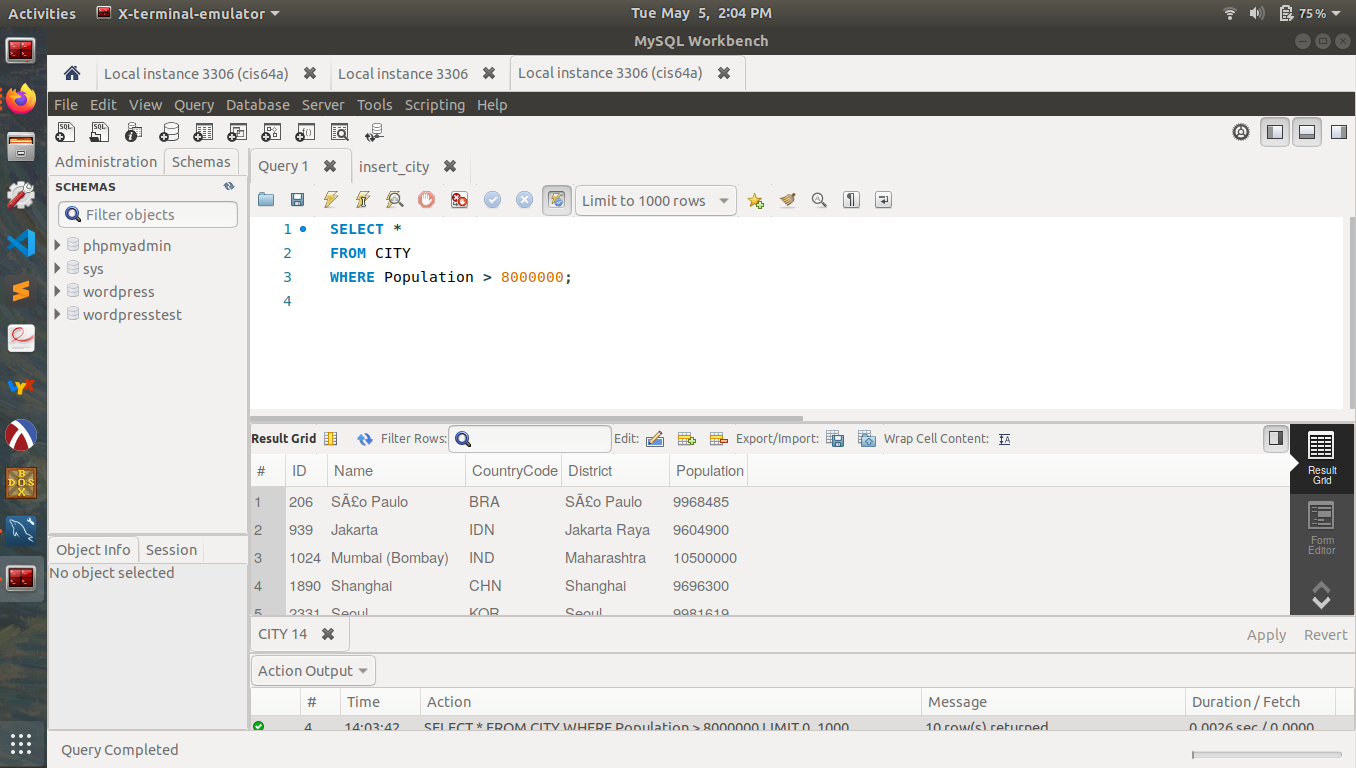 Activities X-terminal-emulator Tue May 5, 2:04 PM 75 %
MySQL Workbench
Local instance 3306 (cis64a) Local instance 3306 Local instance 3306 (cis64a)
File Edit View Query Database Server Tools Scripting Help
Administration Schemas
SCHEMAS
Filter objects
phpmyadmin
sys
wordpress
wordpresstest
Query 1 insert_city
Limit to 1000 rows
1 SELECT *
2 FROM CITY
3 WHERE Population > 8000000;
4
Result Grid Filter Rows: Edit: Export/Import: Wrap Cell Content:
# ID Name CountryCode District Population
1 206 SÃ£o Paulo BRA SÃ£o Paulo 9968485
2 939 Jakarta IDN Jakarta Raya 9604900
3 1024 Mumbai (Bombay) IND Maharashtra 10500000
4 1890 Shanghai CHN Shanghai 9696300
5 2331 Seoul KOR Seoul 9981619
Result
Grid
Form
Editor
CITY 14 Apply Revert
Object Info Session
No object selected
Action Output
# Time Action Message Duration / Fetch
4 14:03:42 SELECT * FROM CITY WHERE Population > 8000000 LIMIT 0, 1000 10 row(s) returned 0.0026 sec / 0.0000
Query Completed